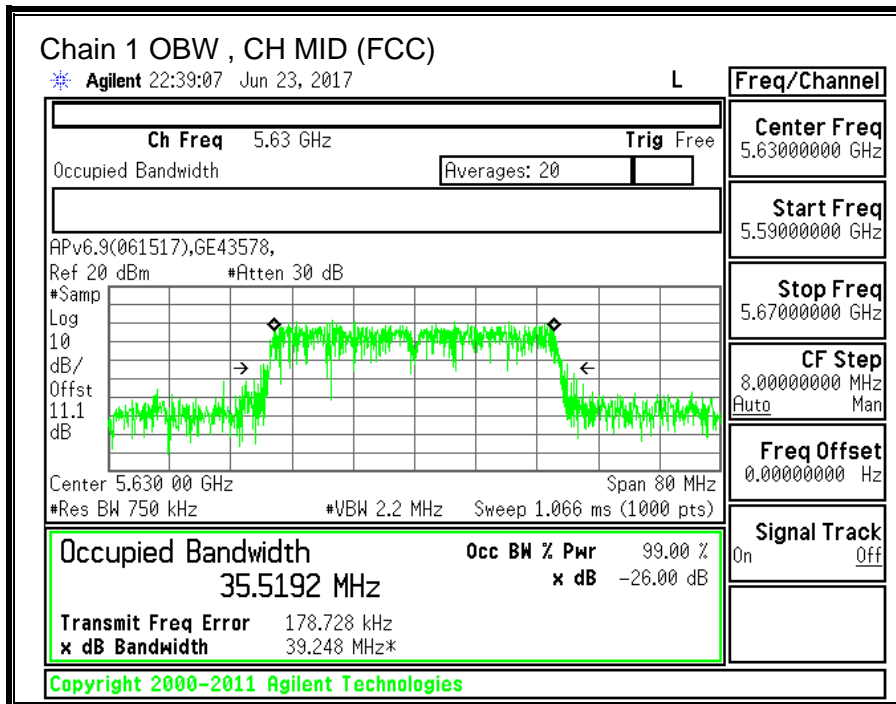 Chain 1 OBW , CH MID (FCC)
Agilent 22:39:07 Jun 23, 2017 L
Freq/Channel
Ch Freq 5.63 GHz Trig Free
Occupied Bandwidth Averages: 20
APv6.9(061517),GE43578,
Ref 20 dBm #Atten 30 dB
#Samp
Log
10
dB/
Offst
11.1
dB
Center 5.630 00 GHz Span 80 MHz
#Res BW 750 kHz #VBW 2.2 MHz Sweep 1.066 ms (1000 pts)
Occupied Bandwidth Occ BW % Pwr 99.00 %
35.5192 MHz x dB -26.00 dB
Transmit Freq Error 178.728 kHz
x dB Bandwidth 39.248 MHz*
Copyright 2000-2011 Agilent Technologies
Center Freq
5.63000000 GHz
Start Freq
5.59000000 GHz
Stop Freq
5.67000000 GHz
CF Step
8.00000000 MHz
Auto Man
Freq Offset
0.00000000 Hz
Signal Track
On Off